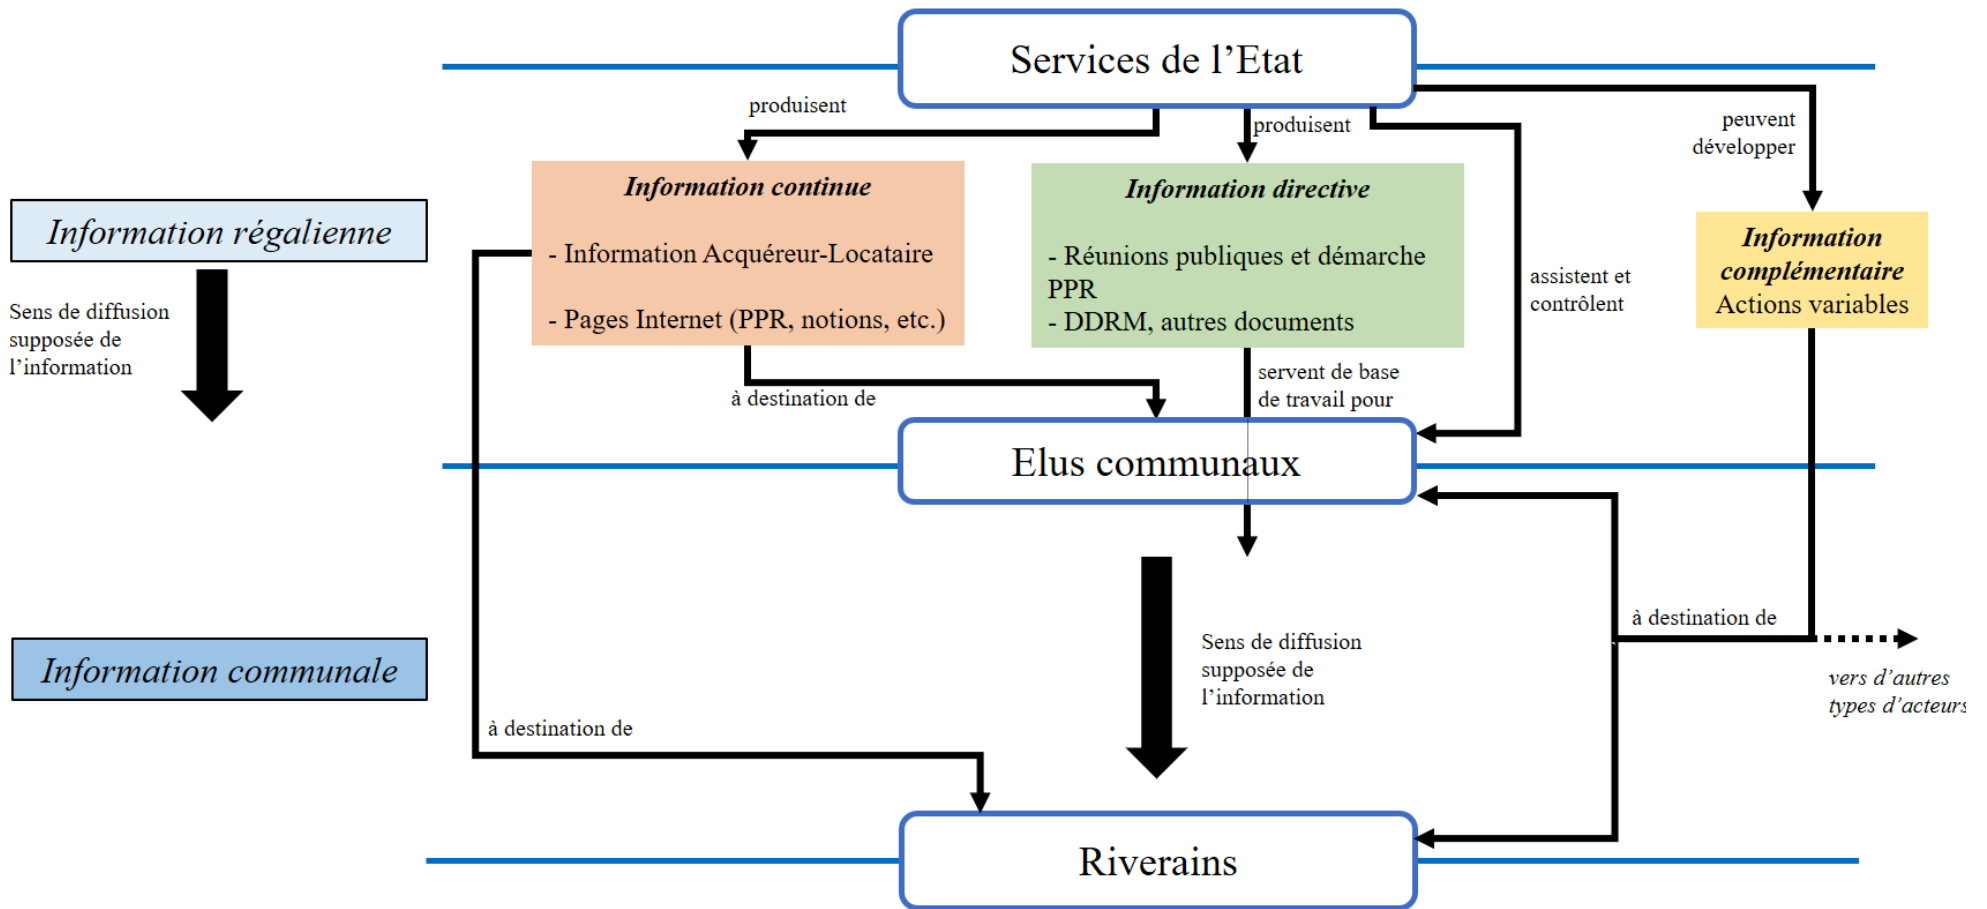 Services de l’Etat
produisent
produisent
peuvent
développer
Information continue
- Information Acquéreur-Locataire
- Pages Internet (PPR, notions, etc.)
Information directive
- Réunions publiques et démarche
PPR
- DDRM, autres documents
Information
complémentaire
Actions variables
Information régalienne
Sens de diffusion
supposée de
l’information
assistent et
contrôlent
à destination de
servent de base
de travail pour
Elus communaux
à destination de
Sens de diffusion
supposée de
l’information
Information communale
vers d’autres
types d’acteurs
à destination de
Riverains